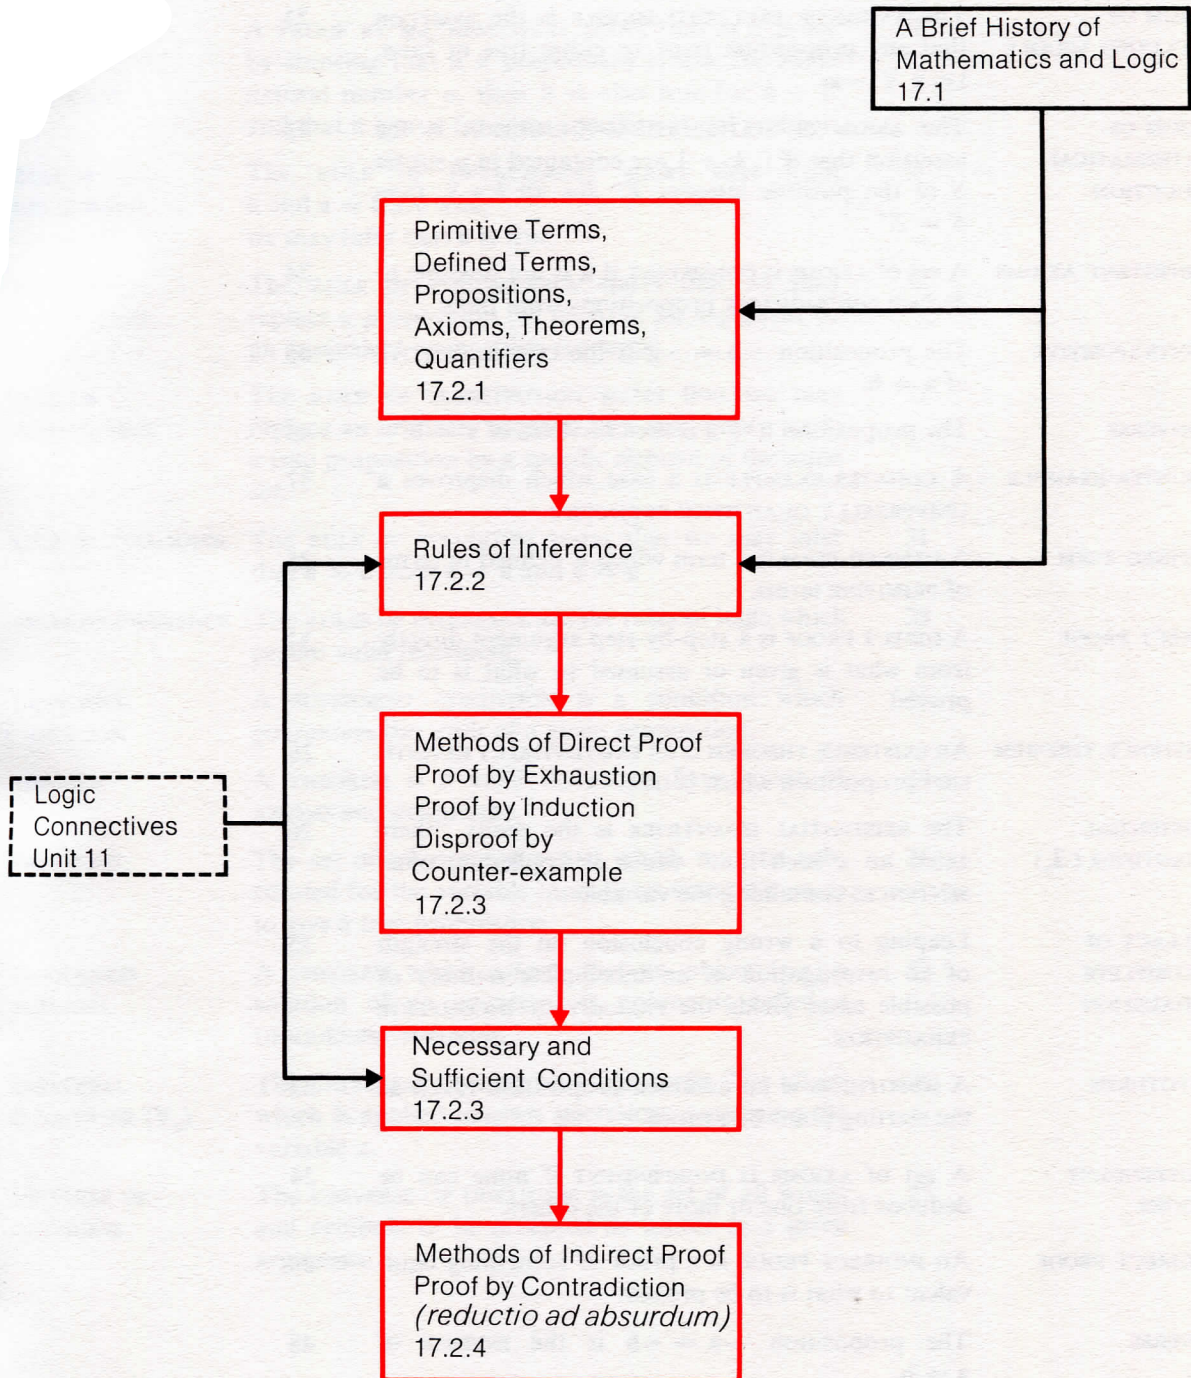 A Brief History of
Mathematics and Logic
17.1
Primitive Terms,
Defined Terms,
Propositions,
Axioms, Theorems,
Quantifiers
17.2.1
Rules of Inference
17.2.2
Methods of Direct Proof
Proof by Exhaustion
Proof by Induction
Disproof by
Counter-example
17.2.3
Logic
Connectives
Unit 11
Necessary and
Sufficient Conditions
17.2.3
Methods of Indirect Proof
Proof by Contradiction
(reductio ad absurdum)
17.2.4